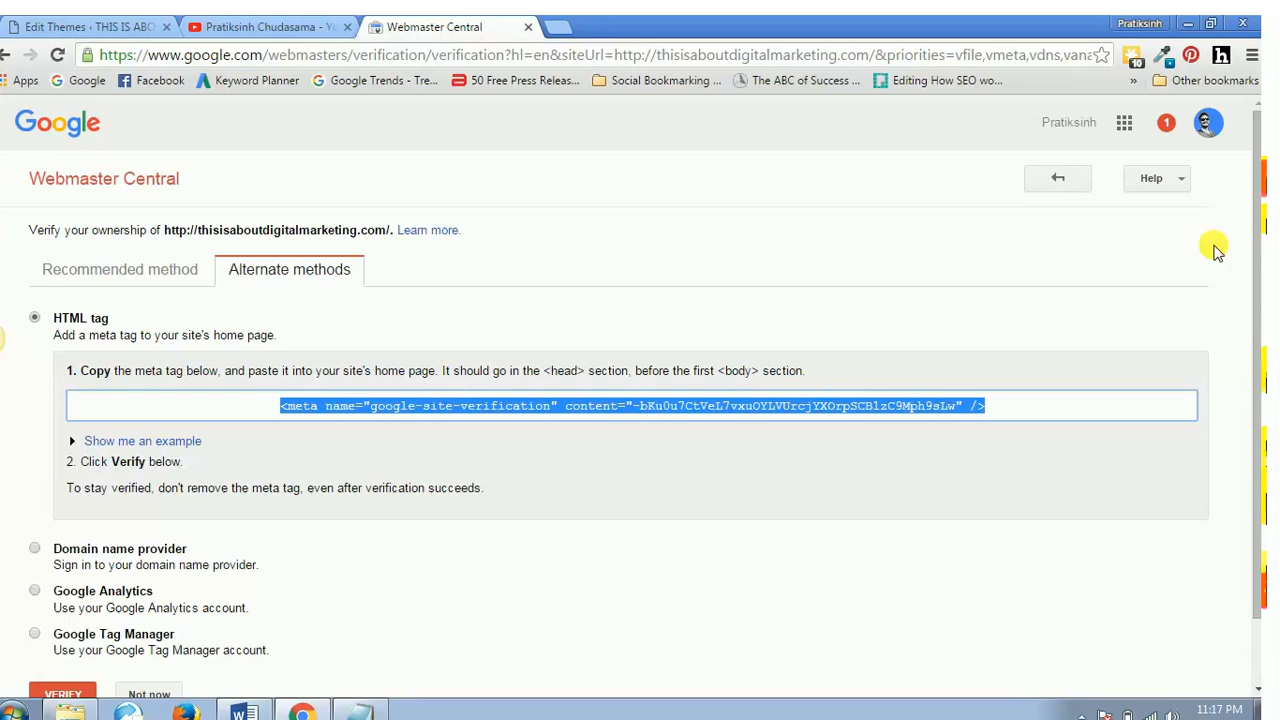 Edit Themes ‹ THIS IS ABO
Pratiksinh Chudasama - Yo
Webmaster Central
Pratiksinh
https://www.google.com/webmasters/verification/verification?hl=en&siteUrl=http://thisisaboutdigitalmarketing.com/&priorities=vfile,vmeta,vdns,vana
10
Apps
Google
Facebook
Keyword Planner
Google Trends - Tre...
50 Free Press Releas...
Social Bookmarking ...
The ABC of Success ...
Editing How SEO wo...
»
Other bookmarks
Google
Pratiksinh
1
Webmaster Central
Help
Verify your ownership of http://thisisaboutdigitalmarketing.com/. Learn more.
Recommended method
Alternate methods
HTML tag
Add a meta tag to your site's home page.
1. Copy the meta tag below, and paste it into your site's home page. It should go in the <head> section, before the first <body> section.
<meta name="google-site-verification" content="-bKu0u7CtVeL7vxuOYLVUrcjYXOrpSCBlzC9Mph9sLw" />
Show me an example
2. Click Verify below.
To stay verified, don't remove the meta tag, even after verification succeeds.
Domain name provider
Sign in to your domain name provider.
Google Analytics
Use your Google Analytics account.
Google Tag Manager
Use your Google Tag Manager account.
VERIFY
Not now
11:17 PM